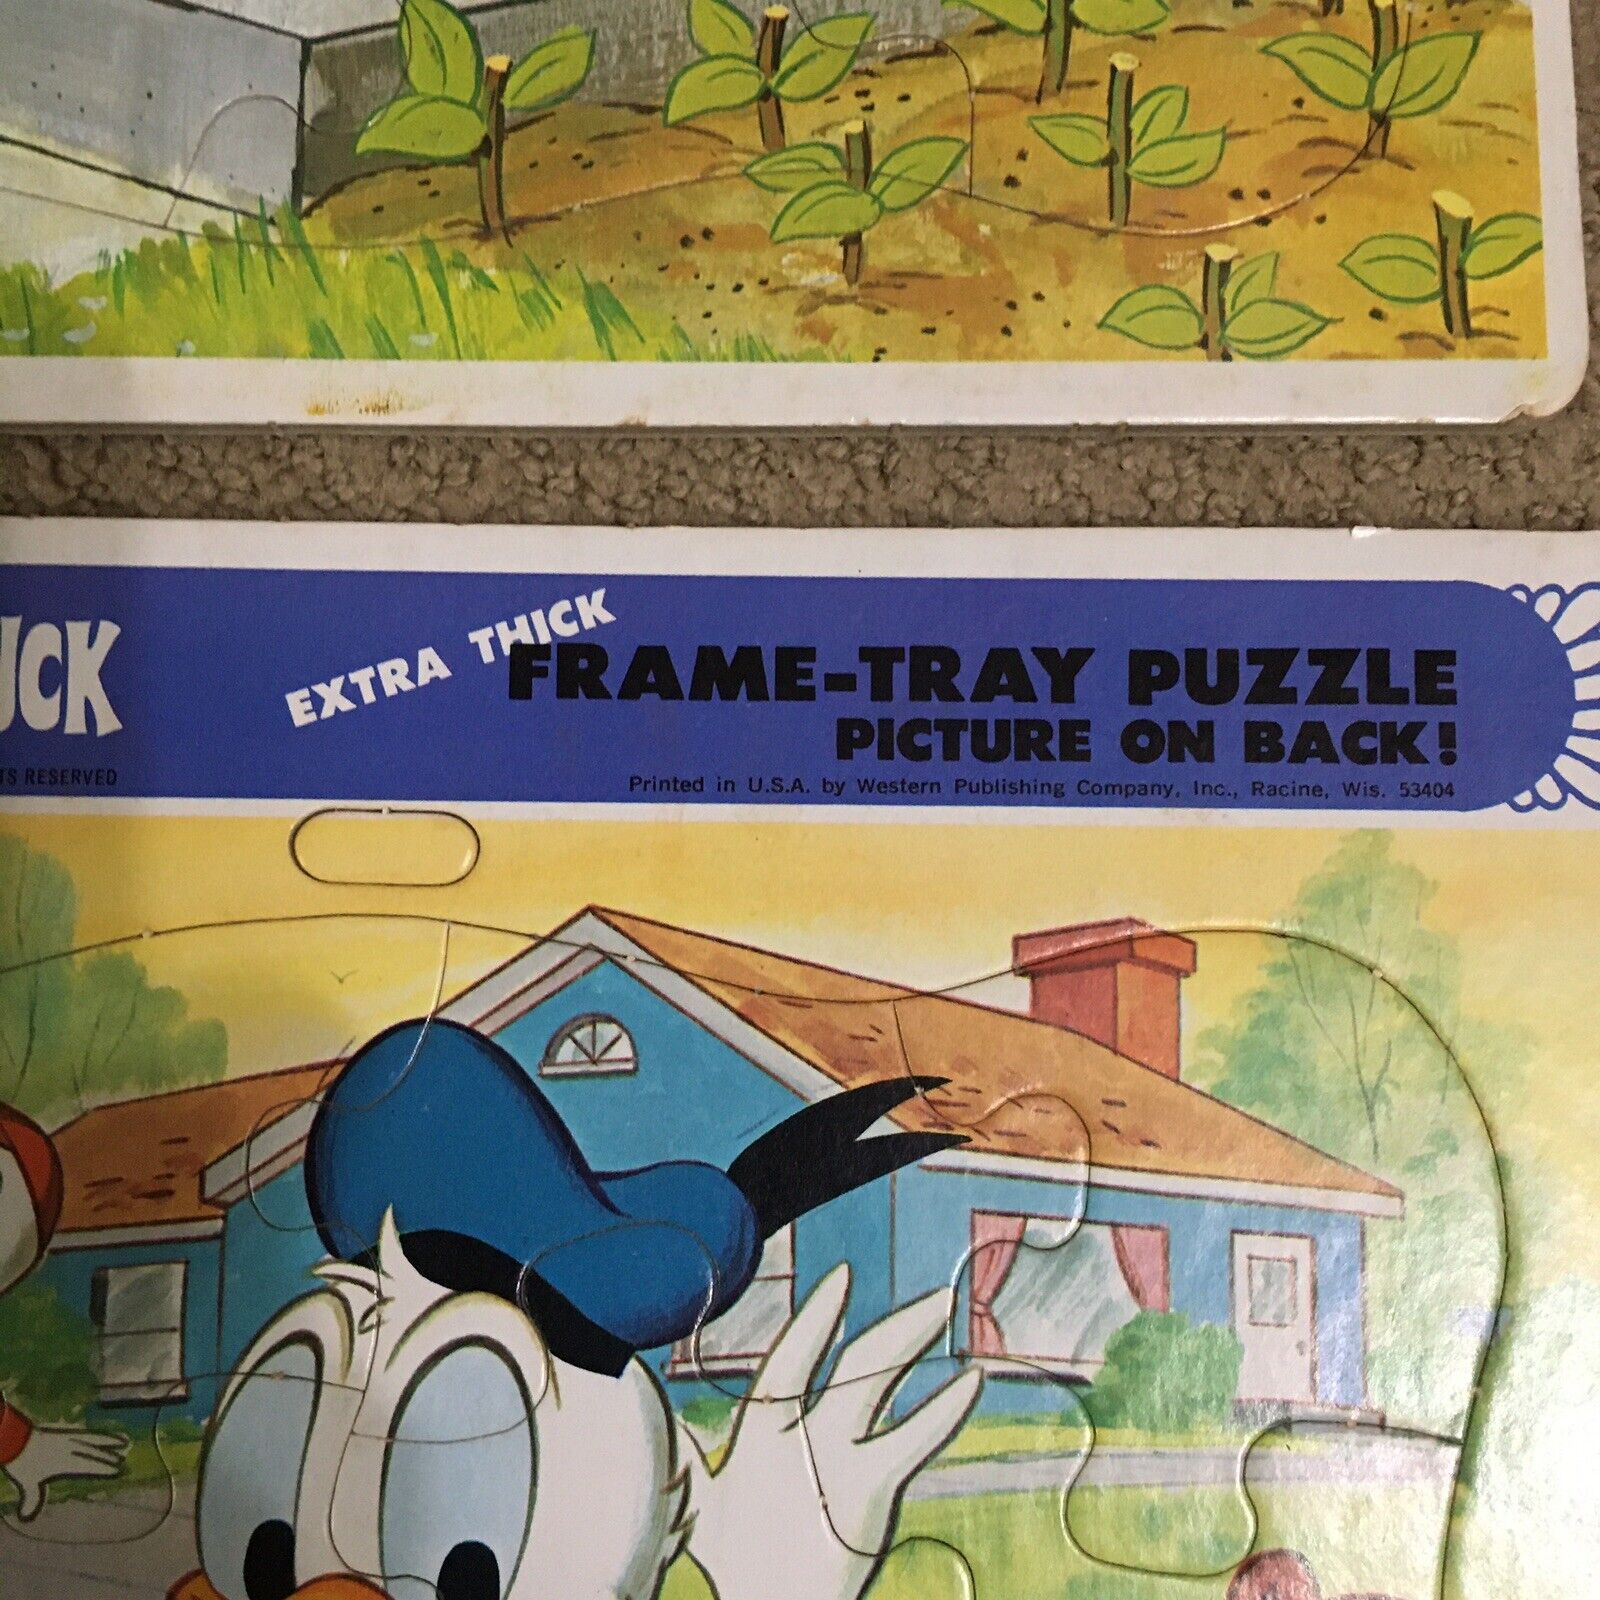 UCK
EXTRA THICK
FRAME-TRAY PUZZLE
PICTURE ON BACK!
TS RESERVED
Printed in U.S.A. by Western Publishing Company, Inc., Racine, Wis. 53404